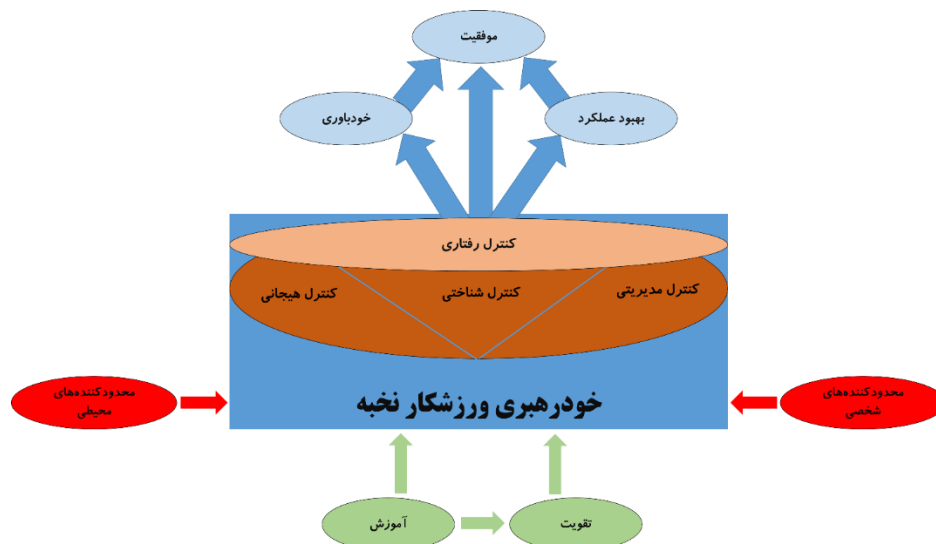 موفقیت
خودباوری
بهبود عملکرد
کنترل رفتاری
کنترل مدیریتی
کنترل شناختی
کنترل هیجانی
خودرهبری ورزشکار نخبه
محدودکننده‌های
شخصی
محدودکننده‌های
محیطی
آموزش
تقویت